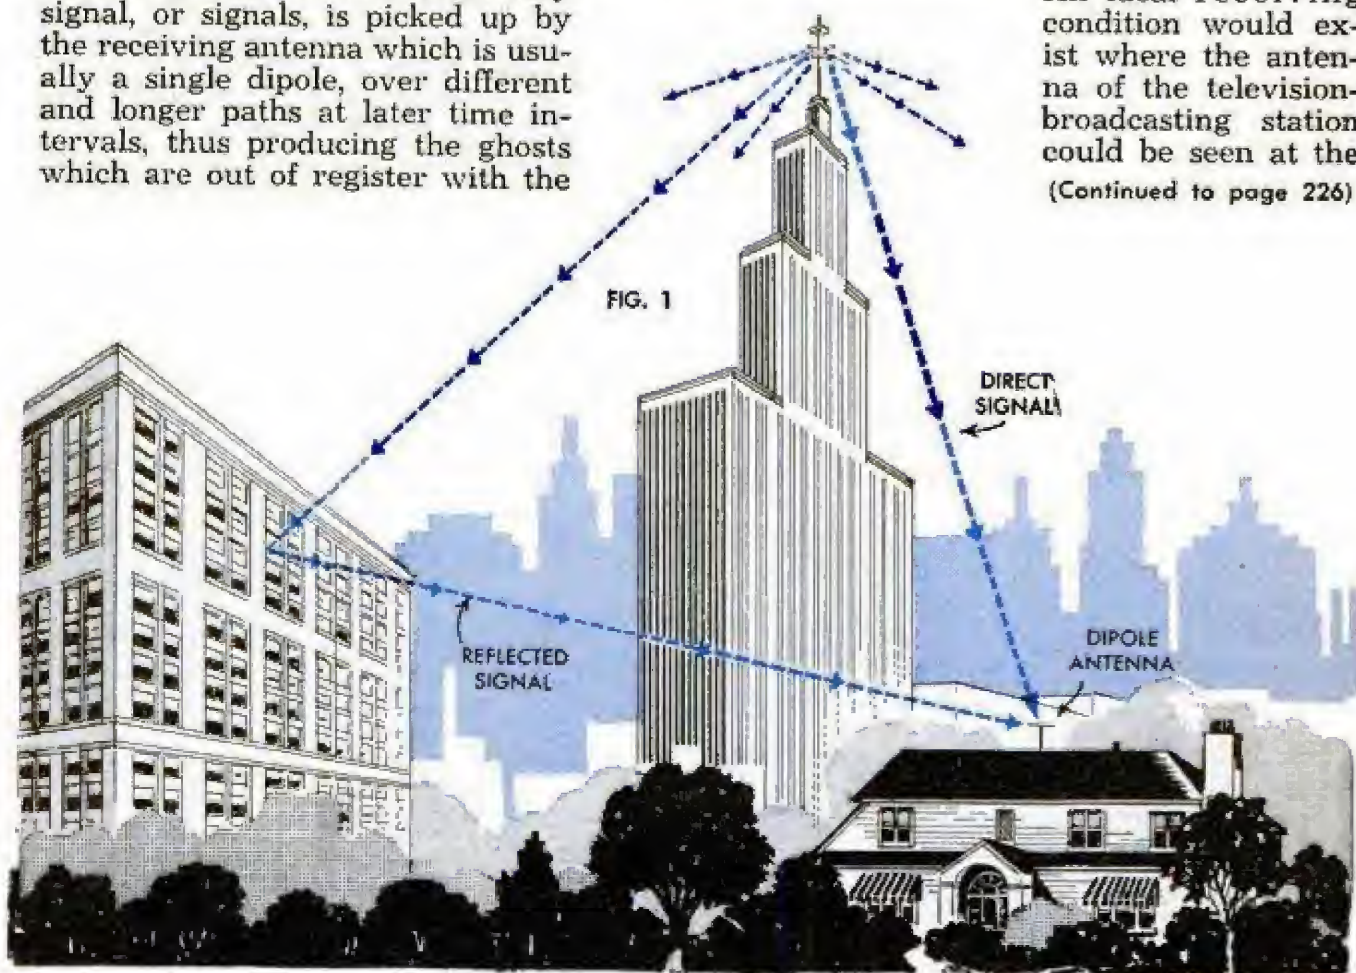 signal, or signals, is picked up by
the receiving antenna which is usu-
ally a single dipole, over different
and longer paths at later time in-
tervals, thus producing the ghosts
which are out of register with the
receiving
condition would ex-
ist where the anten-
na of the television-
broadcasting station
could be seen at the
(Continued to page 226)
FIG. 1
DIRECT
SIGNAL
REFLECTED
SIGNAL
DIPOLE
ANTENNA